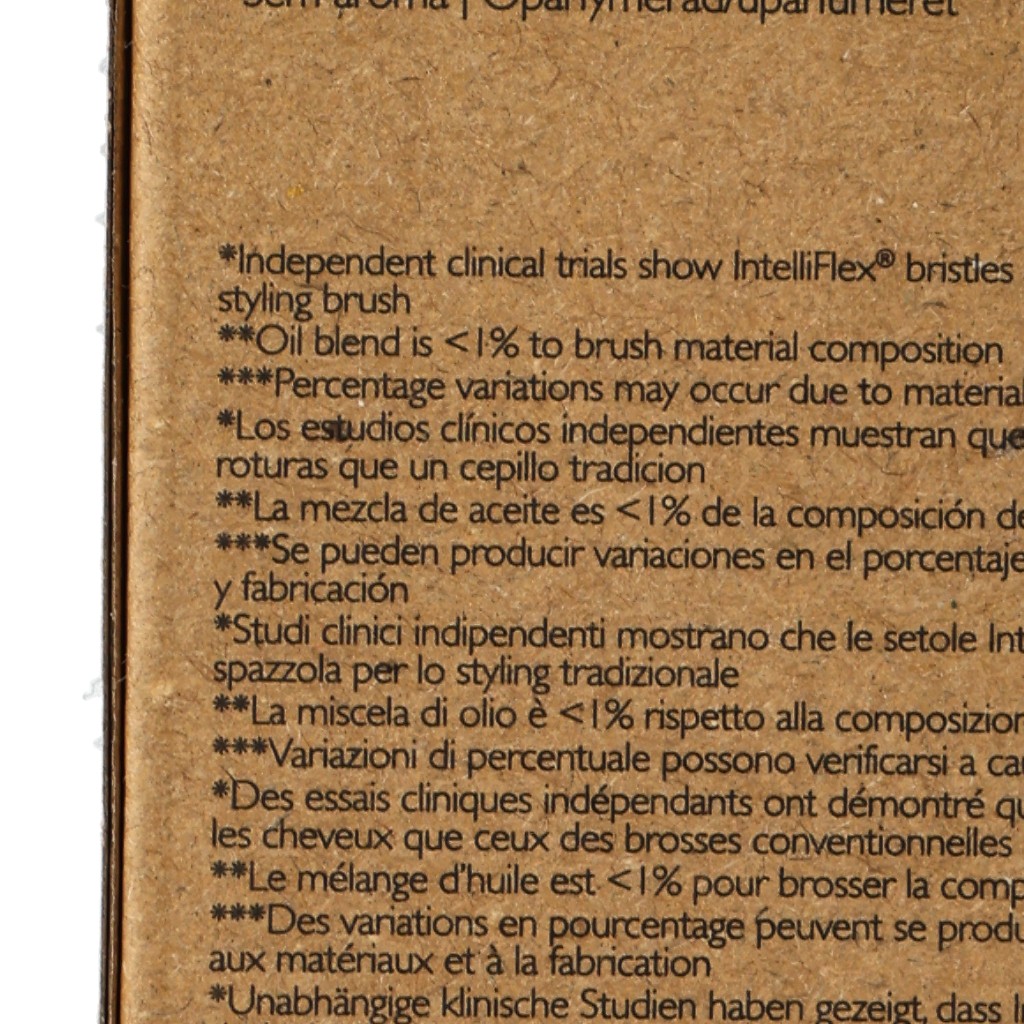 *Independent clinical trials show IntelliFlex® bristles
styling brush
**Oil blend is <1% to brush material composition
***Percentage variations may occur due to material
*Los estudios clínicos independientes muestran que
roturas que un cepillo tradicion
**La mezcla de aceite es <1% de la composición de
***Se pueden producir variaciones en el porcentaje
y fabricación
*Studi clinici indipendenti mostrano che le setole Int
spazzola per lo styling tradizionale
**La miscela di olio è <1% rispetto alla composizion
***Variazioni di percentuale possono verificarsi a cau
*Des essais cliniques indépendants ont démontré qu
les cheveux que ceux des brosses conventionnelles
**Le mélange d'huile est <1% pour brosser la comp
***Des variations en pourcentage peuvent se produ
aux matériaux et à la fabrication
*Unabhängige klinische Studien haben gezeigt, dass